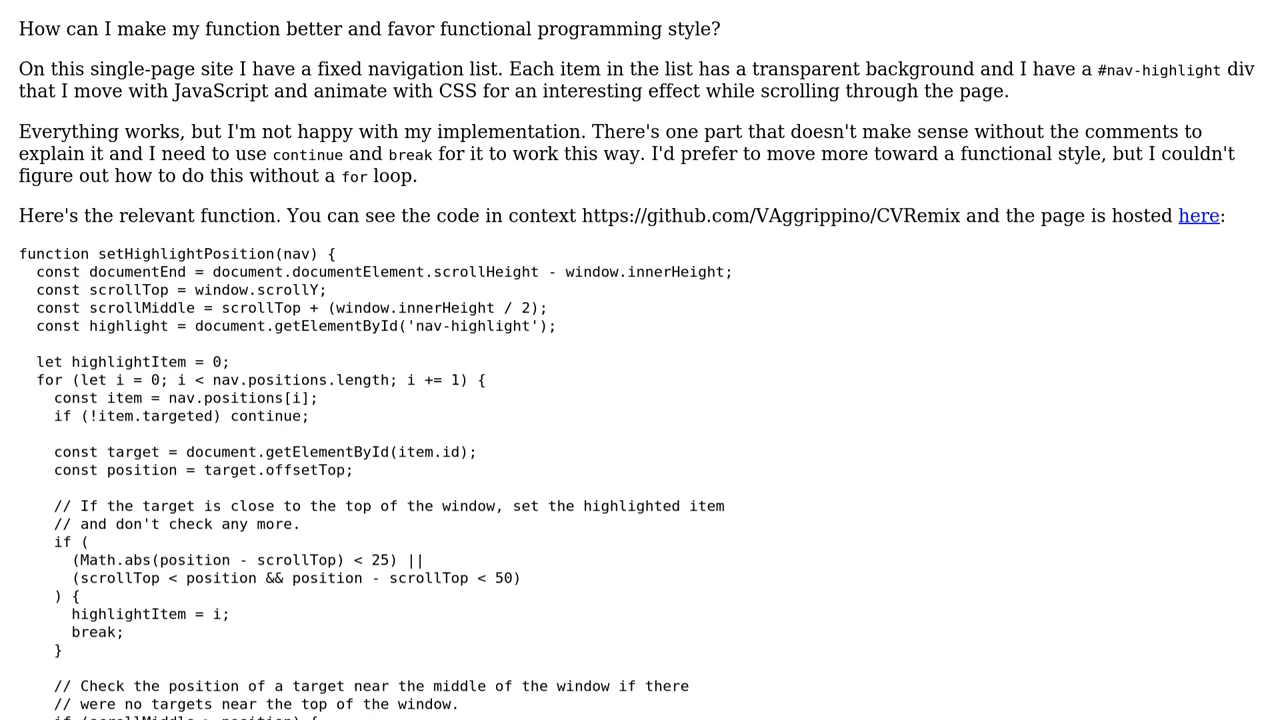 How can I make my function better and favor functional programming style?
On this single-page site I have a fixed navigation list. Each item in the list has a transparent background and I have a #nav-highlight div
that I move with JavaScript and animate with CSS for an interesting effect while scrolling through the page.
Everything works, but I'm not happy with my implementation. There's one part that doesn't make sense without the comments to
explain it and I need to use continue and break for it to work this way. I'd prefer to move more toward a functional style, but I couldn't
figure out how to do this without a for loop.
Here's the relevant function. You can see the code in context https://github.com/VAggrippino/CVRemix and the page is hosted here:
function setHighlightPosition(nav) {
  const documentEnd = document.documentElement.scrollHeight - window.innerHeight;
  const scrollTop = window.scrollY;
  const scrollMiddle = scrollTop + (window.innerHeight / 2);
  const highlight = document.getElementById('nav-highlight');
  let highlightItem = 0;
  for (let i = 0; i < nav.positions.length; i += 1) {
    const item = nav.positions[i];
    if (!item.targeted) continue;
    const target = document.getElementById(item.id);
    const position = target.offsetTop;
    // If the target is close to the top of the window, set the highlighted item
    // and don't check any more.
    if (
      (Math.abs(position - scrollTop) < 25) ||
      (scrollTop < position && position - scrollTop < 50)
    ) {
      highlightItem = i;
      break;
    }
    // Check the position of a target near the middle of the window if there
    // were no targets near the top of the window.
    if (scrollMiddle > position) {